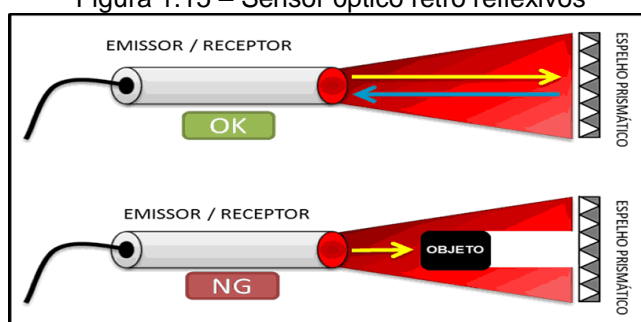 Figura 1.15 – Sensor óptico retro reflexivos
EMISSOR / RECEPTOR
OK
ESPELHO PRISMÁTICO
EMISSOR / RECEPTOR
OBJETO
NG
ESPELHO PRISMÁTICO